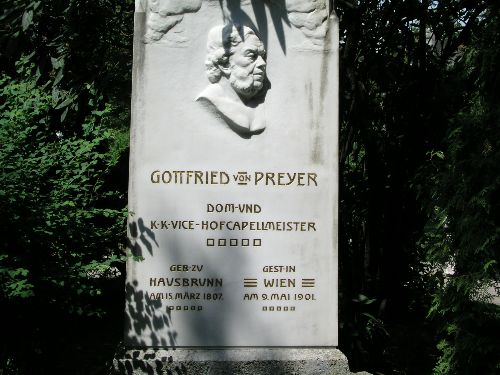 GOTTFRIED VON PREYER
DOM-UND
K·K·VICE-HOFCAPELLMEISTER
GEB·ZU GEST·IN
HAUSBRUNN WIEN
AM 15. MÄRZ 1807. AM 9. MAI 1901.